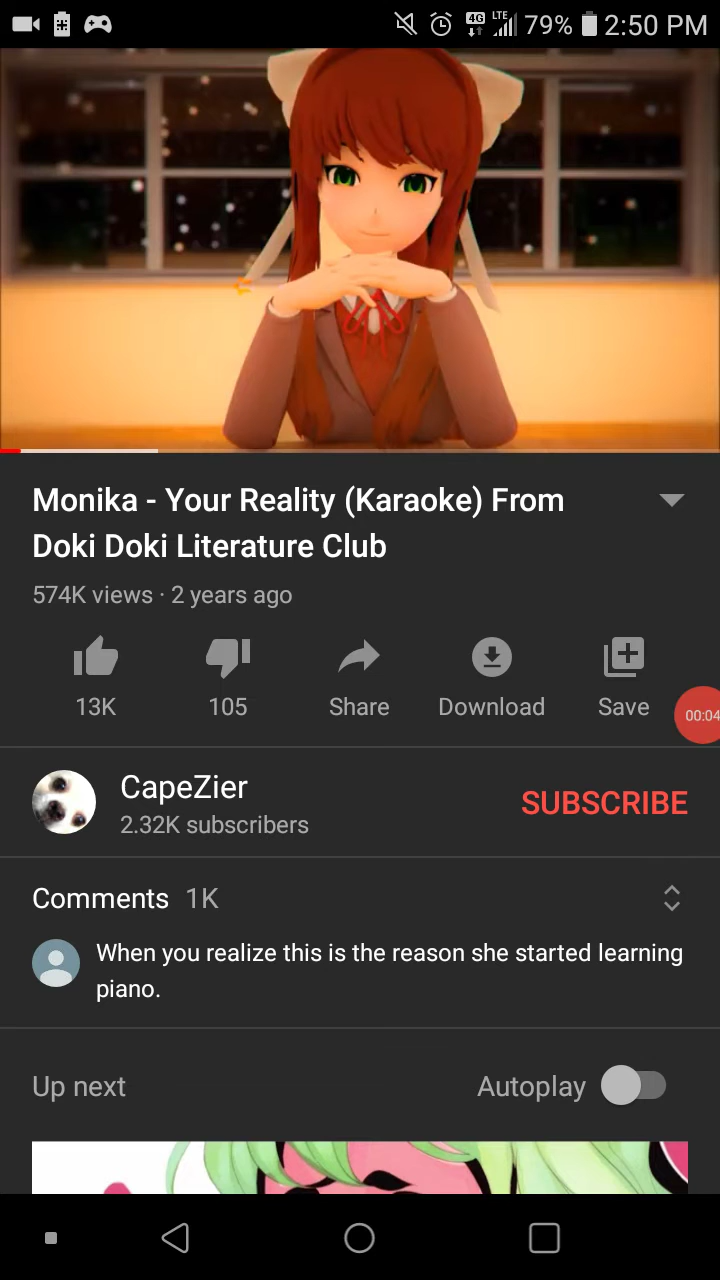 4G LTE 79% 2:50 PM
Monika - Your Reality (Karaoke) From
Doki Doki Literature Club
574K views · 2 years ago
13K 105 Share Download Save
00:04
CapeZier
2.32K subscribers
SUBSCRIBE
Comments 1K
When you realize this is the reason she started learning
piano.
Up next Autoplay